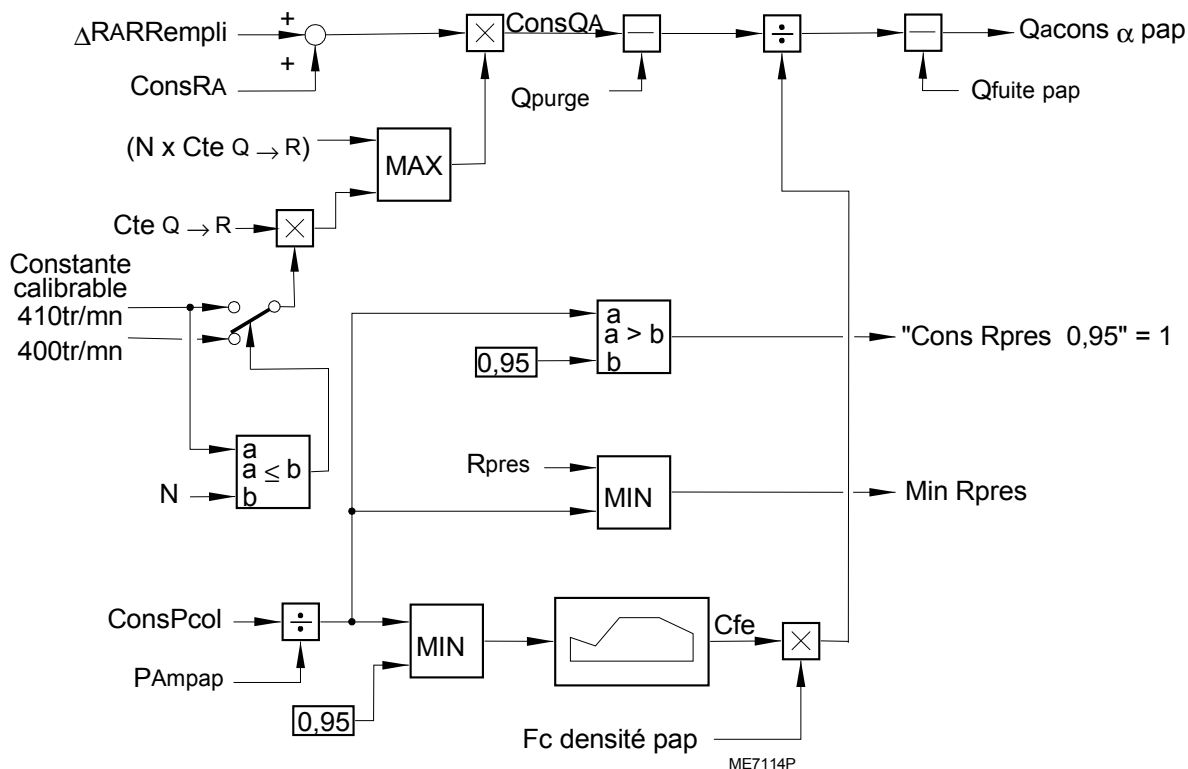 ΔRARRempli
+
+
ConsRA
×
ConsQA
—
Qpurge
÷
—
Qacons α pap
Qfuite pap
(N x Cte Q → R)
MAX
Cte Q → R
×
Constante
calibrable
410tr/mn
400tr/mn
a
a > b
b
0,95
"Cons Rpres 0,95" = 1
a
a ≤ b
b
N
Rpres
MIN
Min Rpres
ConsPcol
÷
PAmpap
MIN
0,95
Cfe
×
Fc densité pap
ME7114P